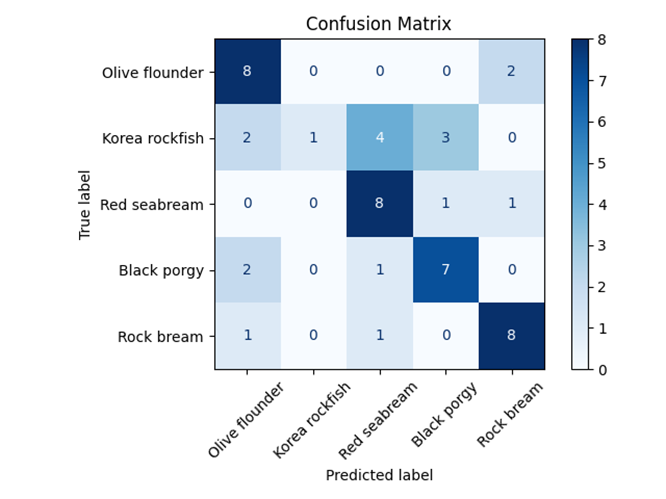 Confusion Matrix
Olive flounder 8 0 0 0 2
Korea rockfish 2 1 4 3 0
Red seabream 0 0 8 1 1
Black porgy 2 0 1 7 0
Rock bream 1 0 1 0 8
True label
Olive flounder Korea rockfish Red seabream Black porgy Rock bream
Predicted label
8
7
6
5
4
3
2
1
0